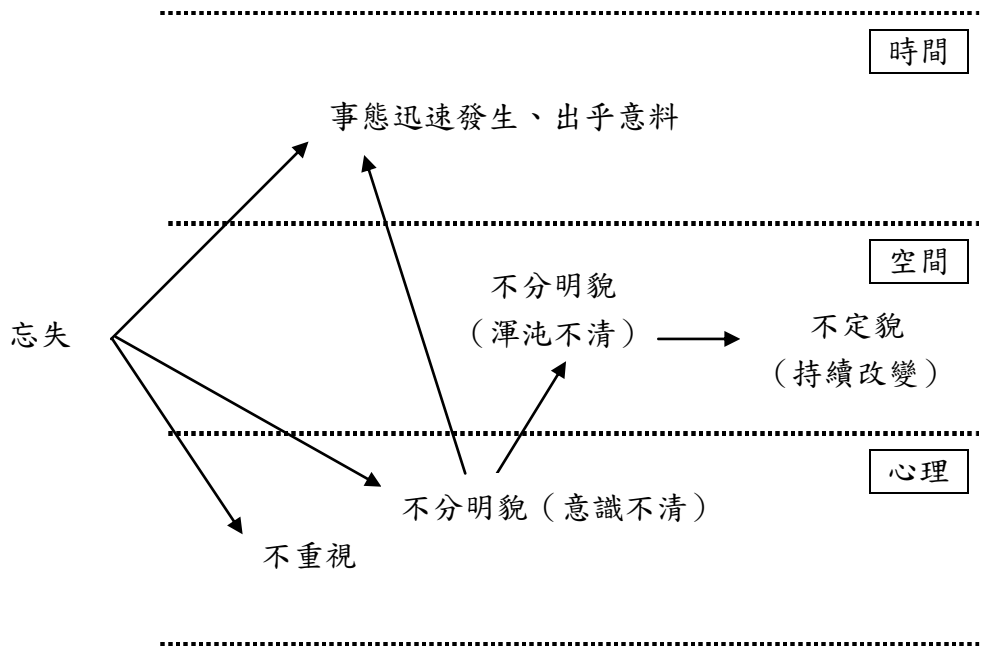 時間
事態迅速發生、出乎意料
空間
不分明貌
（渾沌不清）
不定貌
（持續改變）
忘失
心理
不分明貌（意識不清）
不重視